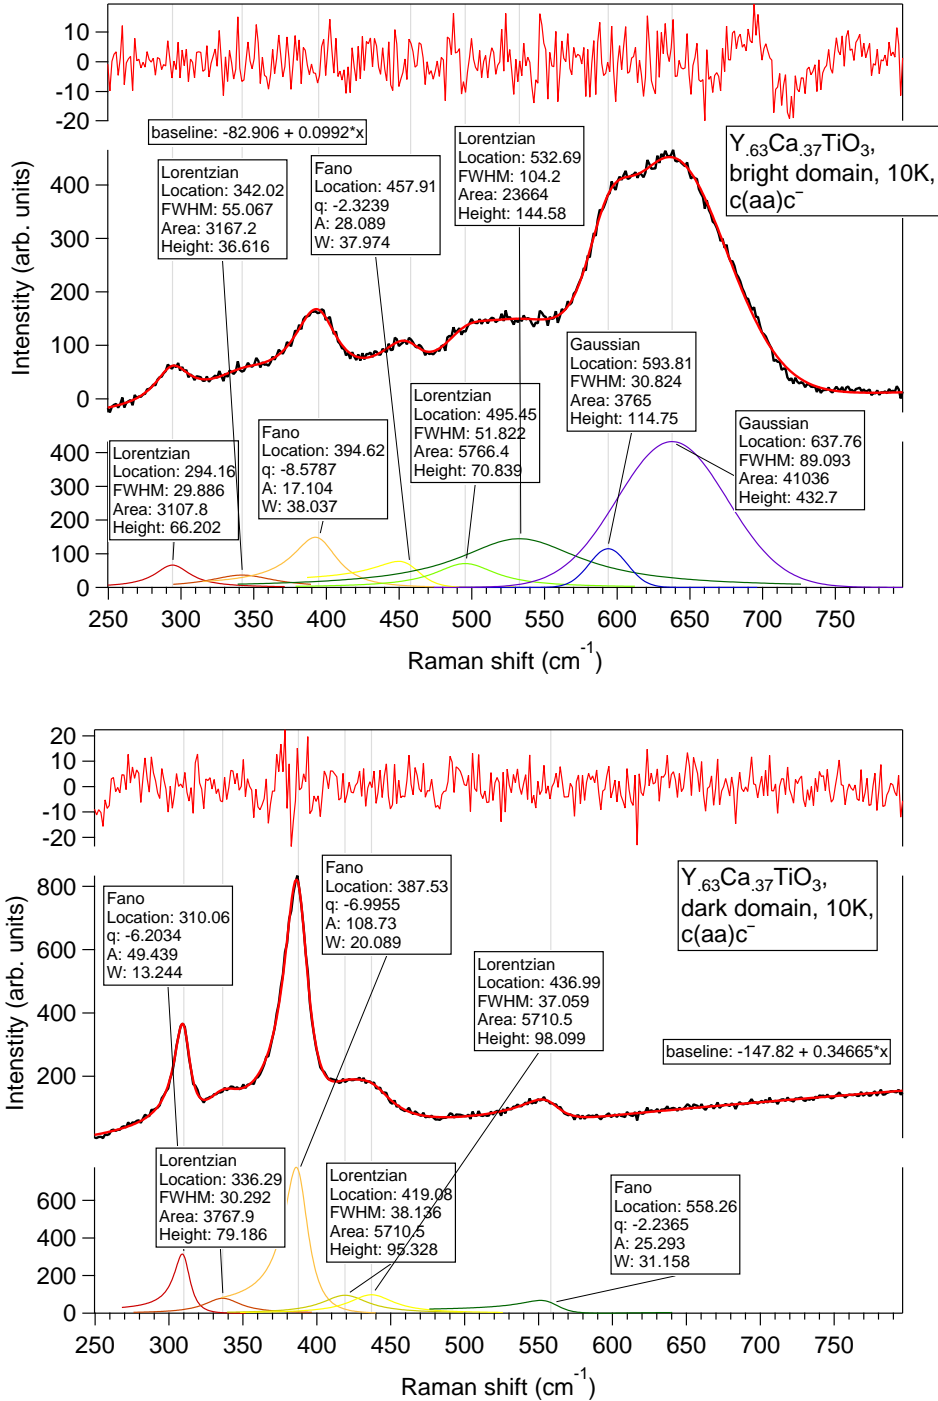 10
0
-10
-20
baseline: -82.906 + 0.0992*x
Lorentzian
Location: 342.02
FWHM: 55.067
Area: 3167.2
Height: 36.616
Fano
Location: 457.91
q: -2.3239
A: 28.089
W: 37.974
Lorentzian
Location: 532.69
FWHM: 104.2
Area: 23664
Height: 144.58
Y.63Ca.37TiO3,
bright domain, 10K,
c(aa)c¯
Intenstity (arb. units)
400
300
200
100
0
Gaussian
Location: 593.81
FWHM: 30.824
Area: 3765
Height: 114.75
Lorentzian
Location: 495.45
FWHM: 51.822
Area: 5766.4
Height: 70.839
Fano
Location: 394.62
q: -8.5787
A: 17.104
W: 38.037
Lorentzian
Location: 294.16
FWHM: 29.886
Area: 3107.8
Height: 66.202
Gaussian
Location: 637.76
FWHM: 89.093
Area: 41036
Height: 432.7
400
300
200
100
0
250 300 350 400 450 500 550 600 650 700 750
Raman shift (cm-1)
20
10
0
-10
-20
Fano
Location: 310.06
q: -6.2034
A: 49.439
W: 13.244
Fano
Location: 387.53
q: -6.9955
A: 108.73
W: 20.089
Y.63Ca.37TiO3,
dark domain, 10K,
c(aa)c¯
Lorentzian
Location: 436.99
FWHM: 37.059
Area: 5710.5
Height: 98.099
baseline: -147.82 + 0.34665*x
Intenstity (arb. units)
800
600
400
200
Lorentzian
Location: 336.29
FWHM: 30.292
Area: 3767.9
Height: 79.186
Lorentzian
Location: 419.08
FWHM: 38.136
Area: 5710.5
Height: 95.328
Fano
Location: 558.26
q: -2.2365
A: 25.293
W: 31.158
600
400
200
0
250 300 350 400 450 500 550 600 650 700 750
Raman shift (cm-1)